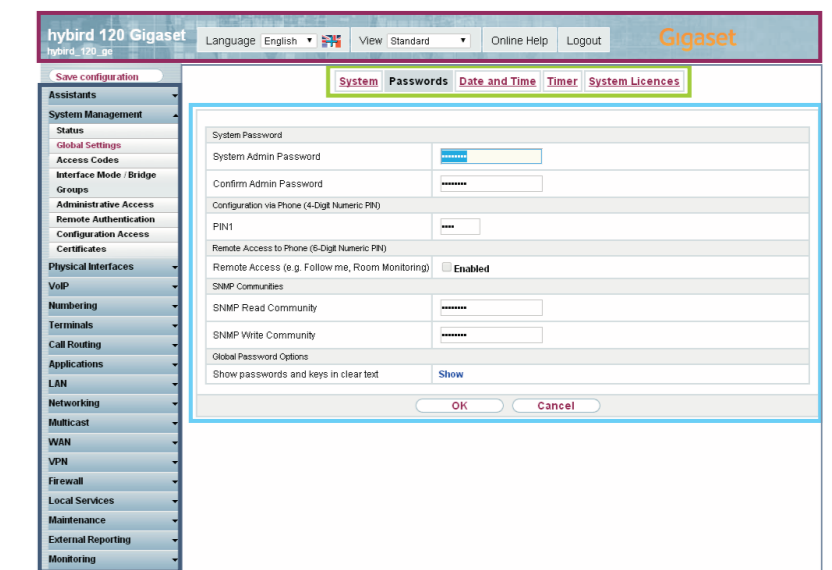 hybird 120 Gigaset
hybird_120_ge
Language English View Standard Online Help Logout
Gigaset
Save configuration
Assistants
System Management
Status
Global Settings
Access Codes
Interface Mode / Bridge
Groups
Administrative Access
Remote Authentication
Configuration Access
Certificates
Physical Interfaces
VoIP
Numbering
Terminals
Call Routing
Applications
LAN
Networking
Multicast
WAN
VPN
Firewall
Local Services
Maintenance
External Reporting
Monitoring
System Passwords Date and Time Timer System Licences
System Password
System Admin Password ••••••••
Confirm Admin Password ••••••••
Configuration via Phone (4-Digit Numeric PIN)
PIN1 ••••
Remote Access to Phone (6-Digit Numeric PIN)
Remote Access (e.g. Follow me, Room Monitoring) Enabled
SNMP Communities
SNMP Read Community ••••••••
SNMP Write Community ••••••••
Global Password Options
Show passwords and keys in clear text Show
OK Cancel